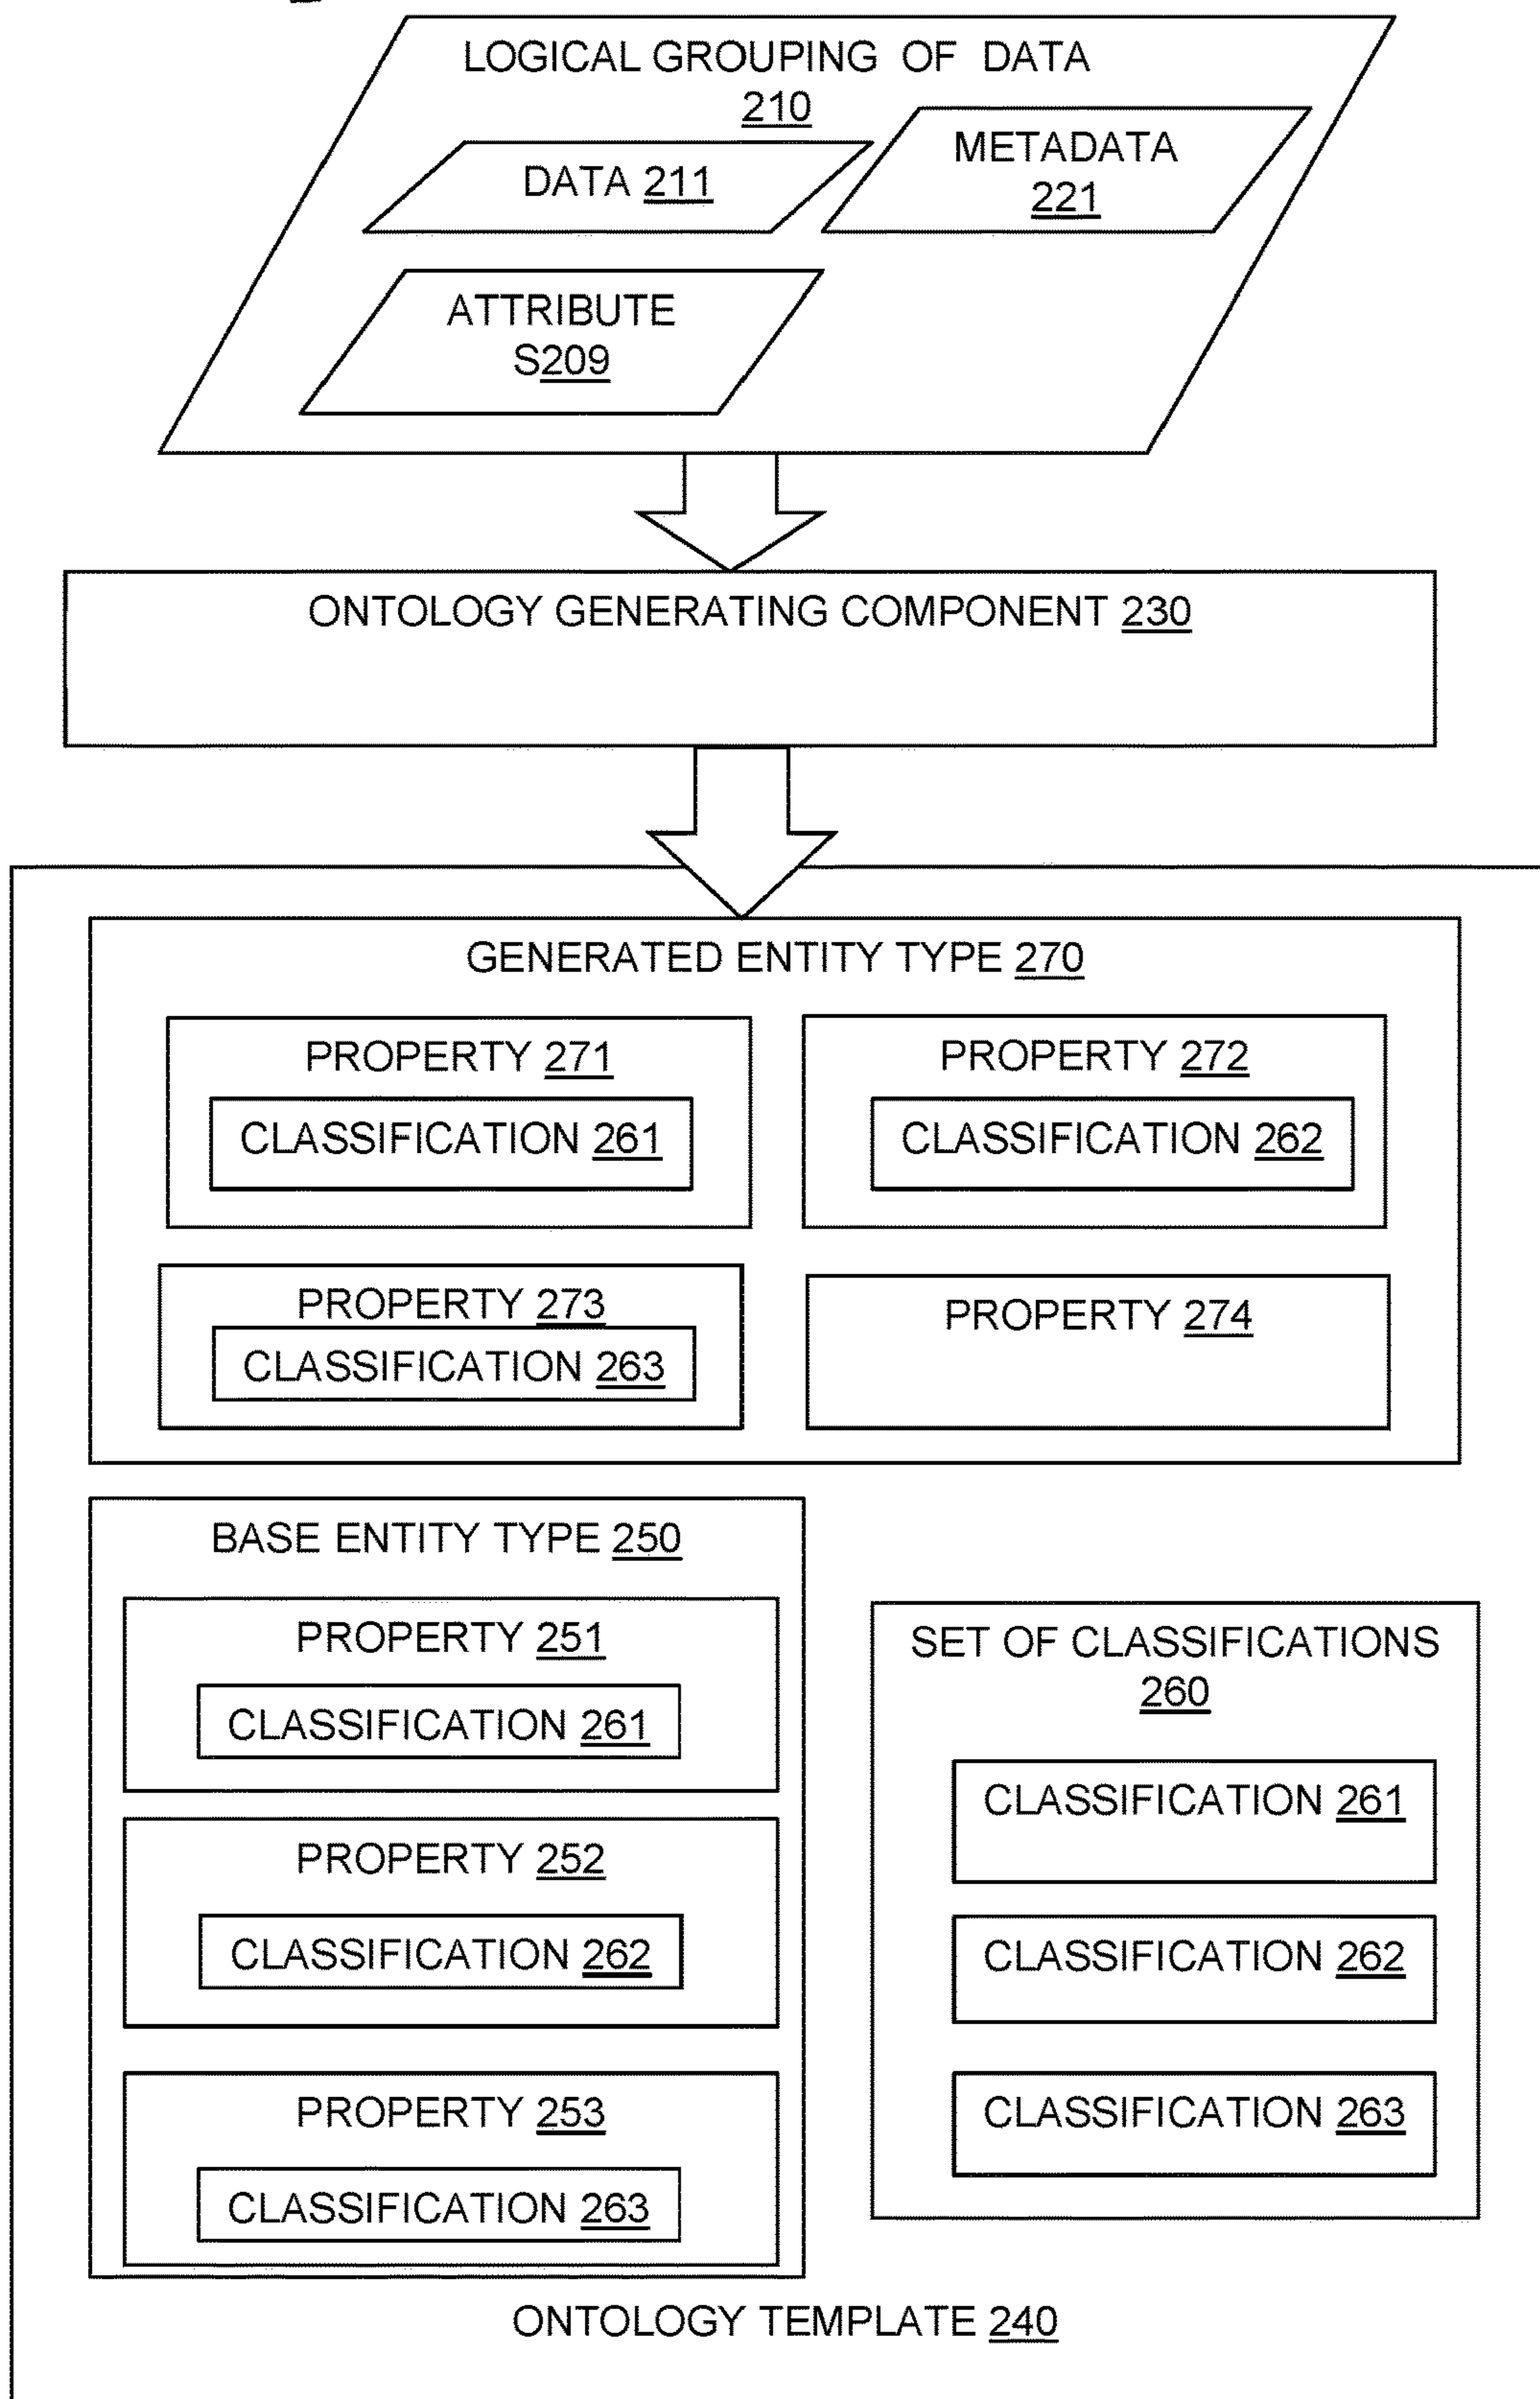 LOGICAL GROUPING OF DATA
210
DATA 211
METADATA
221
ATTRIBUTE
S209
ONTOLOGY GENERATING COMPONENT 230
GENERATED ENTITY TYPE 270
PROPERTY 271
CLASSIFICATION 261
PROPERTY 272
CLASSIFICATION 262
PROPERTY 273
CLASSIFICATION 263
PROPERTY 274
BASE ENTITY TYPE 250
PROPERTY 251
CLASSIFICATION 261
PROPERTY 252
CLASSIFICATION 262
PROPERTY 253
CLASSIFICATION 263
SET OF CLASSIFICATIONS
260
CLASSIFICATION 261
CLASSIFICATION 262
CLASSIFICATION 263
ONTOLOGY TEMPLATE 240